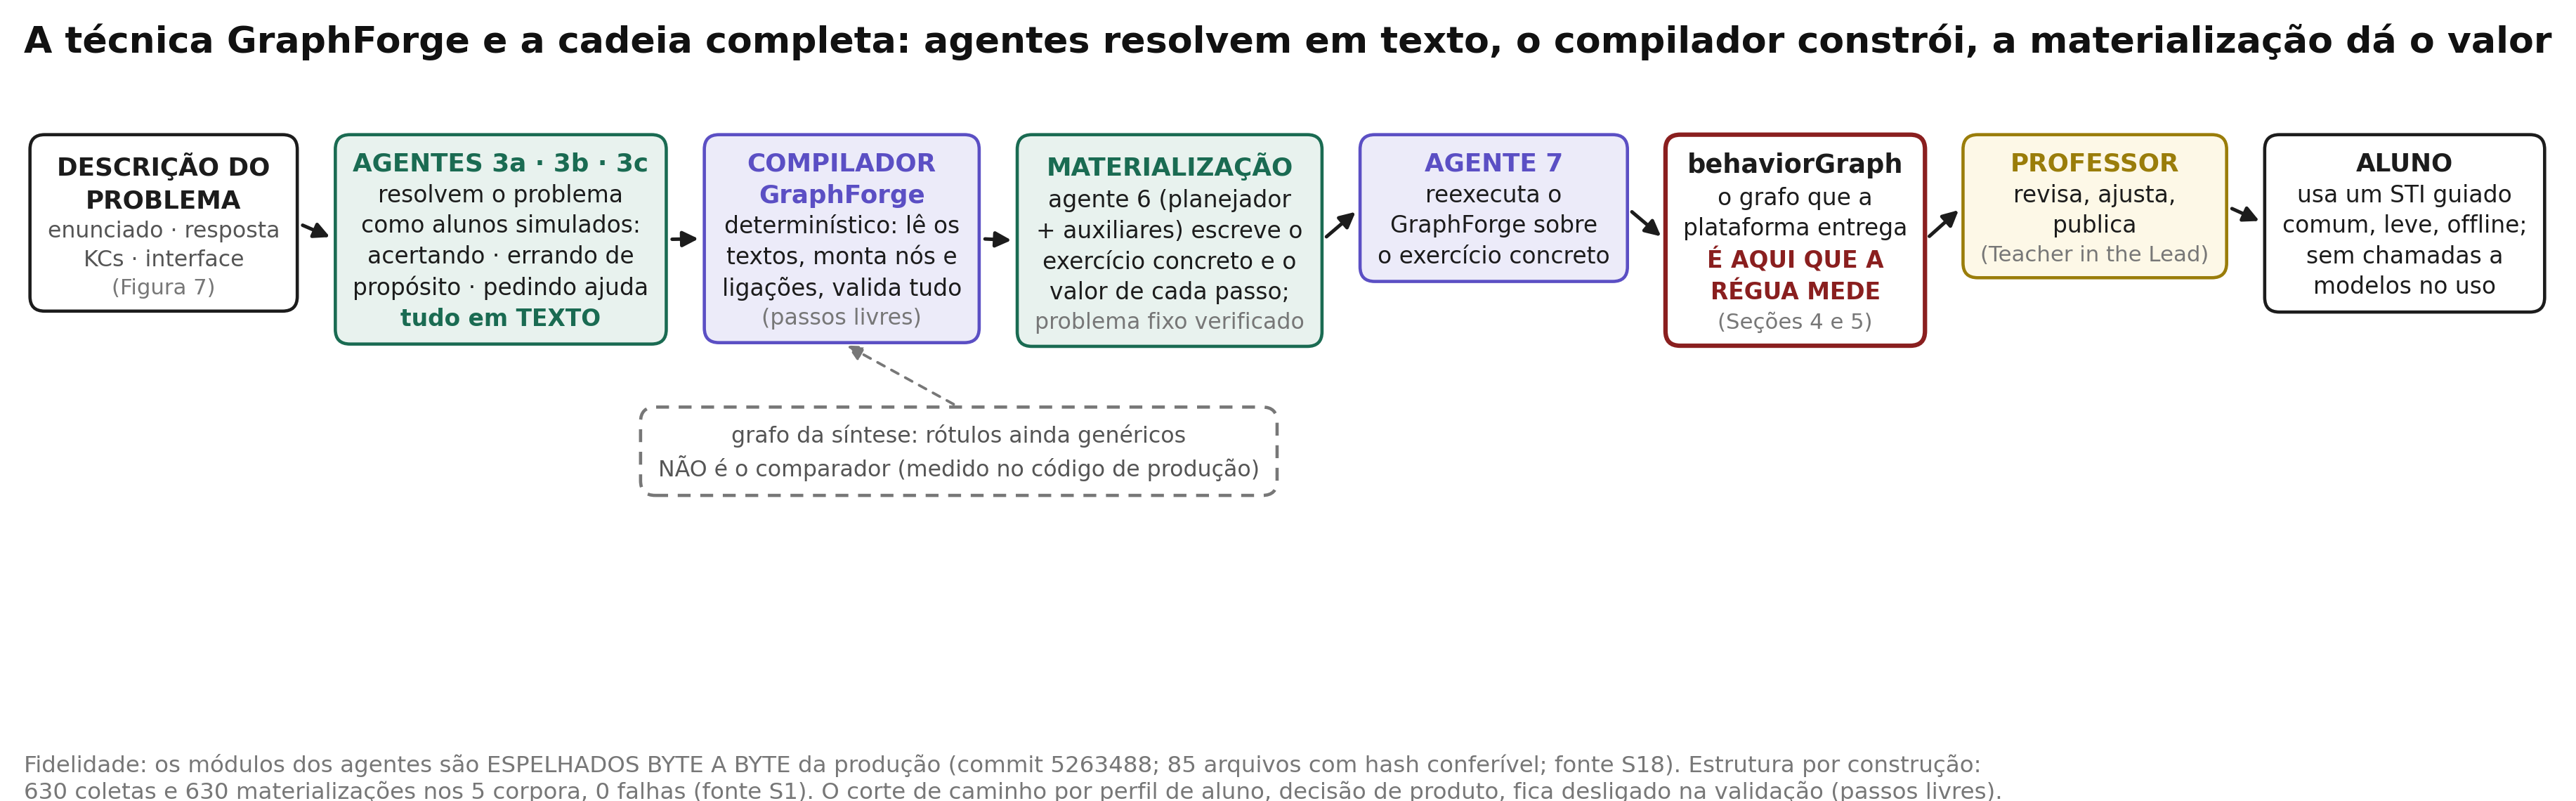 A técnica GraphForge e a cadeia completa: agentes resolvem em texto, o compilador constrói, a materialização dá o valor
DESCRIÇÃO DO
PROBLEMA
enunciado · resposta
KCs · interface
(Figura 7)
AGENTES 3a · 3b · 3c
resolvem o problema
como alunos simulados:
acertando · errando de
propósito · pedindo ajuda
tudo em TEXTO
COMPILADOR
GraphForge
determinístico: lê os
textos, monta nós e
ligações, valida tudo
(passos livres)
MATERIALIZAÇÃO
agente 6 (planejador
+ auxiliares) escreve o
exercício concreto e o
valor de cada passo;
problema fixo verificado
AGENTE 7
reexecuta o
GraphForge sobre
o exercício concreto
behaviorGraph
o grafo que a
plataforma entrega
É AQUI QUE A
RÉGUA MEDE
(Seções 4 e 5)
PROFESSOR
revisa, ajusta,
publica
(Teacher in the Lead)
ALUNO
usa um STI guiado
comum, leve, offline;
sem chamadas a
modelos no uso
grafo da síntese: rótulos ainda genéricos
NÃO é o comparador (medido no código de produção)
Fidelidade: os módulos dos agentes são ESPELHADOS BYTE A BYTE da produção (commit 5263488; 85 arquivos com hash conferível; fonte S18). Estrutura por construção:
630 coletas e 630 materializações nos 5 corpora, 0 falhas (fonte S1). O corte de caminho por perfil de aluno, decisão de produto, fica desligado na validação (passos livres).